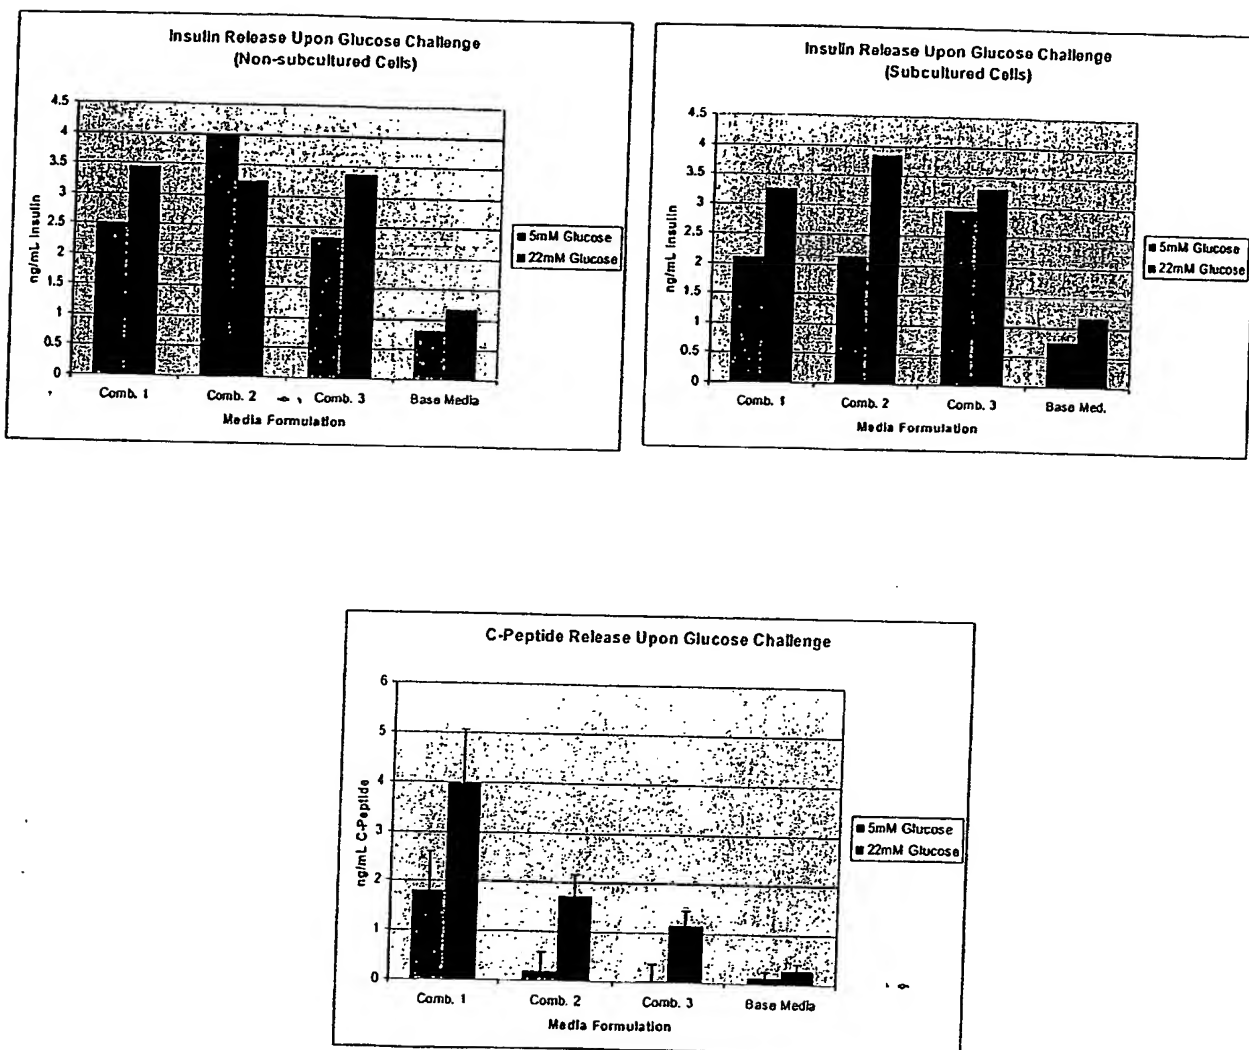 Insulin Release Upon Glucose Challenge
(Non-subcultured Cells)
ng/mL Insulin
4.5
4
3.5
3
2.5
2
1.5
1
0.5
0
Comb. 1 Comb. 2 Comb. 3 Base Media
Media Formulation
5mM Glucose
22mM Glucose
Insulin Release Upon Glucose Challenge
(Subcultured Cells)
ng/mL Insulin
4.5
4
3.5
3
2.5
2
1.5
1
0.5
0
Comb. 1 Comb. 2 Comb. 3 Base Med.
Media Formulation
5mM Glucose
22mM Glucose
C-Peptide Release Upon Glucose Challenge
ng/mL C-Peptide
6
5
4
3
2
1
0
Comb. 1 Comb. 2 Comb. 3 Base Media
Media Formulation
5mM Glucose
22mM Glucose